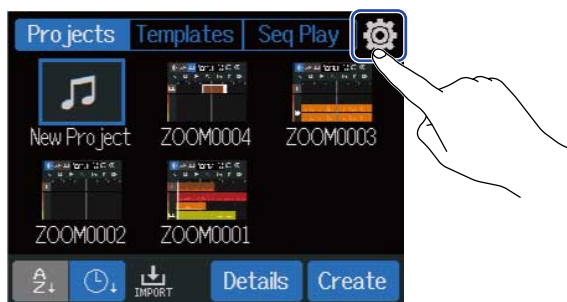 Projects Templates Seq Play
New Project ZOOM0004 ZOOM0003
ZOOM0002 ZOOM0001
A
Z↓ IMPORT Details Create